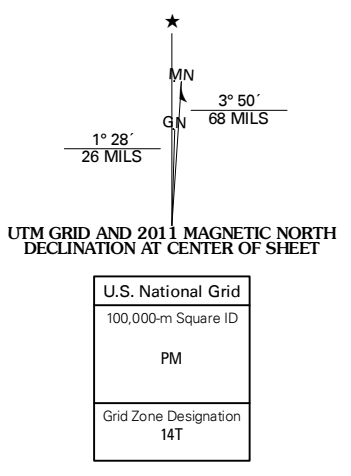 ★
MN
3° 50´
68 MILS
GN
1° 28´
26 MILS
UTM GRID AND 2011 MAGNETIC NORTH
DECLINATION AT CENTER OF SHEET
U.S. National Grid
100,000-m Square ID
PM
Grid Zone Designation
14T